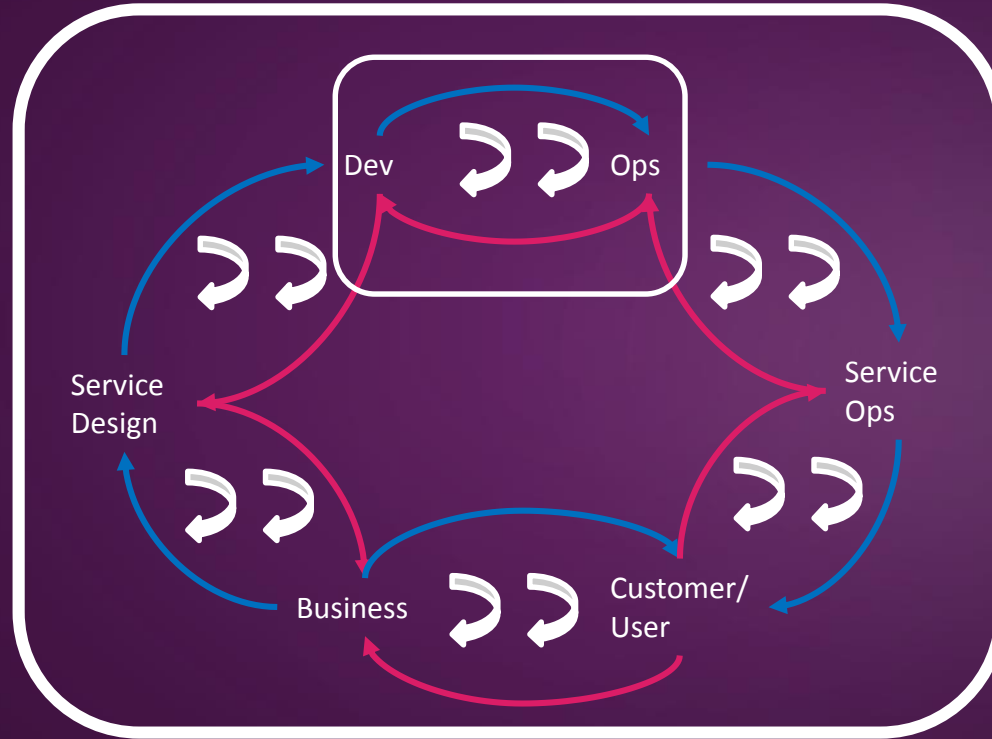 Dev
Ops
Service
Design
Service
Ops
Business
Customer/
User